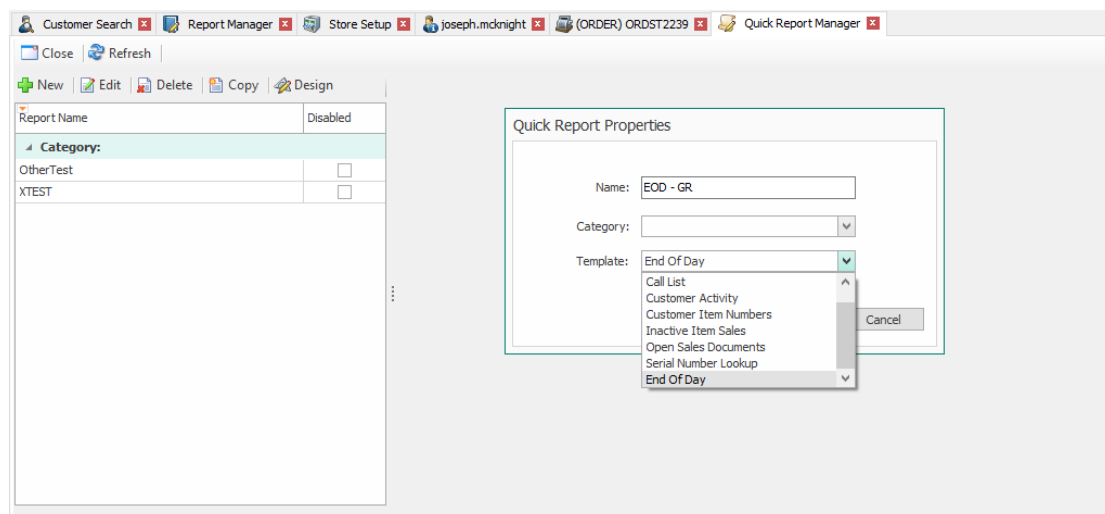 Customer Search Report Manager Store Setup joseph.mcknight (ORDER) ORDST2239 Quick Report Manager
Close Refresh
New Edit Delete Copy Design
Report Name Disabled
Category:
OtherTest
XTEST
Quick Report Properties
Name: EOD - GR
Category:
Template: End Of Day
Call List
Customer Activity
Customer Item Numbers
Inactive Item Sales
Open Sales Documents
Serial Number Lookup
End Of Day
Cancel